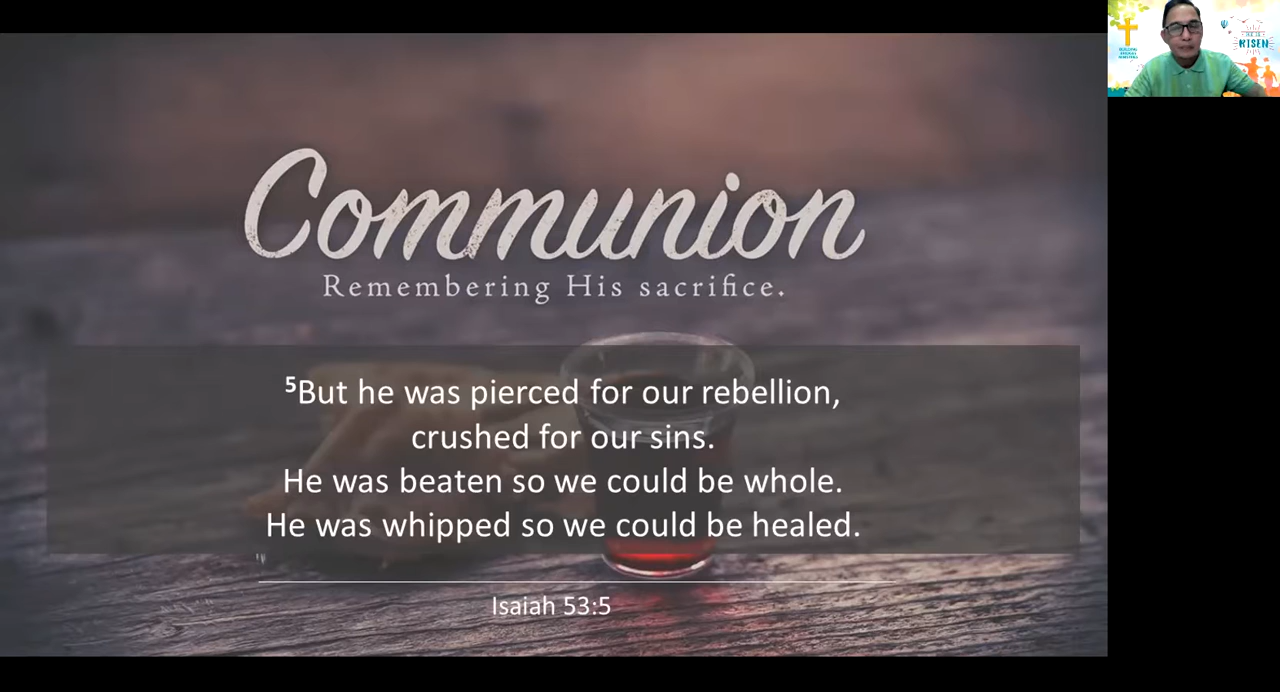 Communion
Remembering His sacrifice.
⁵But he was pierced for our rebellion,
crushed for our sins.
He was beaten so we could be whole.
He was whipped so we could be healed.
Isaiah 53:5
RISEN